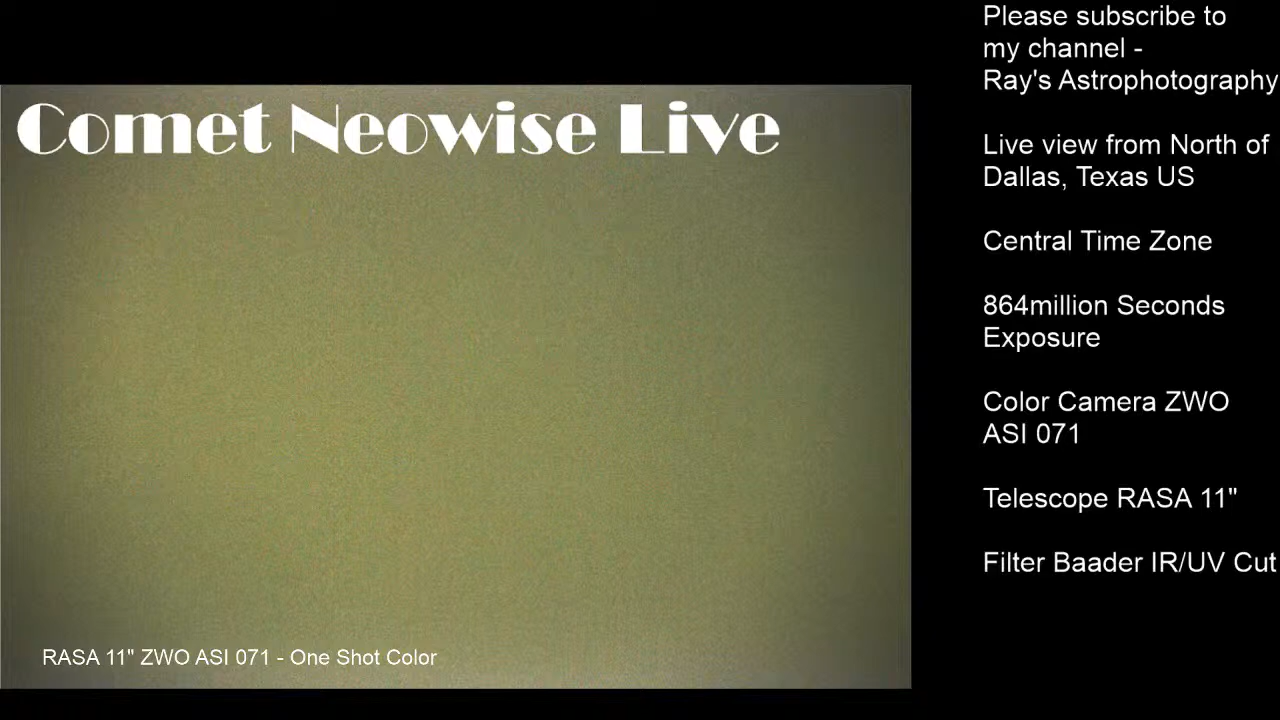 Comet Neowise Live
RASA 11" ZWO ASI 071 - One Shot Color
Please subscribe to
my channel -
Ray's Astrophotography
Live view from North of
Dallas, Texas US
Central Time Zone
864million Seconds
Exposure
Color Camera ZWO
ASI 071
Telescope RASA 11"
Filter Baader IR/UV Cut